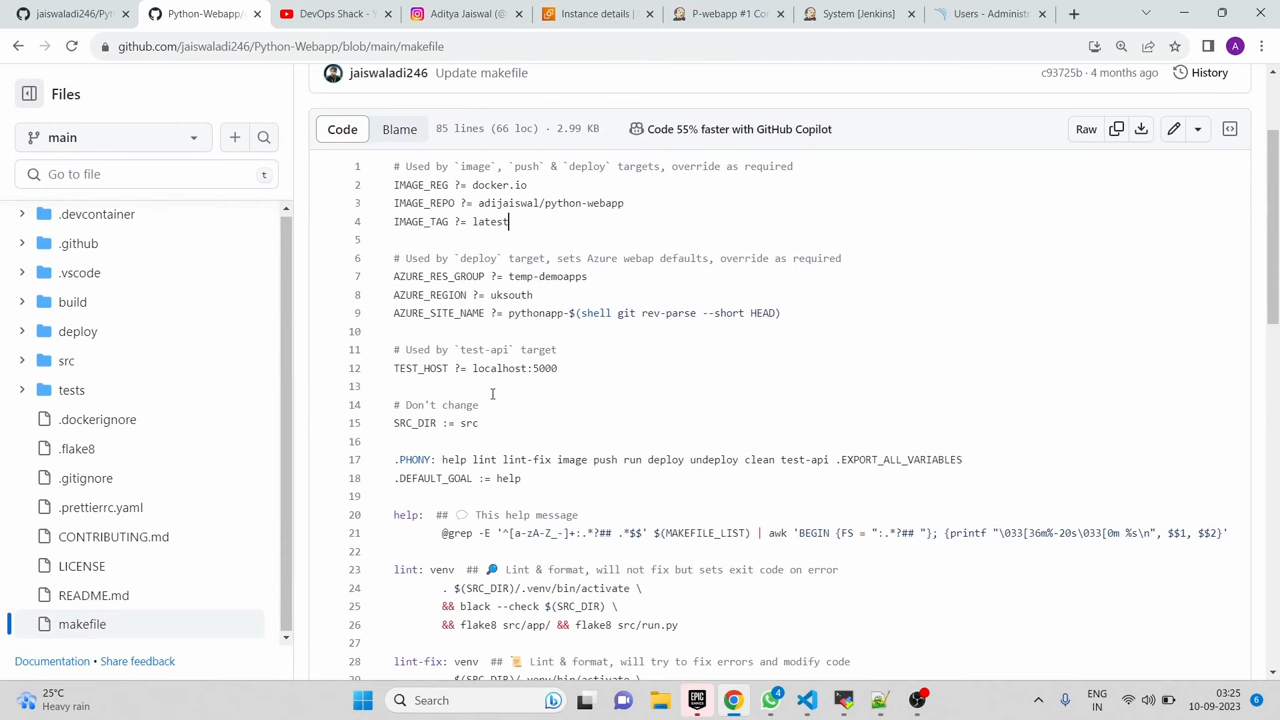 Python-Webapp/
DevOps Shack - Y
Aditya Jaiswal (@
Instance details |
P-webapp #1 Con
System [Jenkins]
Users - Administr
github.com/jaiswaladi246/Python-Webapp/blob/main/makefile
A
Files
main
Go to file
t
.devcontainer
.github
.vscode
build
deploy
src
tests
.dockerignore
.flake8
.gitignore
.prettierrc.yaml
CONTRIBUTING.md
LICENSE
README.md
makefile
Documentation • Share feedback
jaiswaladi246 Update makefile
c93725b · 4 months ago History
Code Blame 85 lines (66 loc) · 2.99 KB Code 55% faster with GitHub Copilot
Raw
1 # Used by `image`, `push` & `deploy` targets, override as required
2 IMAGE_REG ?= docker.io
3 IMAGE_REPO ?= adijaiswal/python-webapp
4 IMAGE_TAG ?= latest
5
6 # Used by `deploy` target, sets Azure webap defaults, override as required
7 AZURE_RES_GROUP ?= temp-demoapps
8 AZURE_REGION ?= uksouth
9 AZURE_SITE_NAME ?= pythonapp-$(shell git rev-parse --short HEAD)
10
11 # Used by `test-api` target
12 TEST_HOST ?= localhost:5000
13
14 # Don't change
15 SRC_DIR := src
16
17 .PHONY: help lint lint-fix image push run deploy undeploy clean test-api .EXPORT_ALL_VARIABLES
18 .DEFAULT_GOAL := help
19
20 help: ## 💬 This help message
21 @grep -E '^[a-zA-Z_-]+:.*?## .*$$' $(MAKEFILE_LIST) | awk 'BEGIN {FS = ":.*?## "}; {printf "\033[36m%-20s\033[0m %s\n", $$1, $$2}'
22
23 lint: venv ## 🔎 Lint & format, will not fix but sets exit code on error
24 . $(SRC_DIR)/.venv/bin/activate \
25 && black --check $(SRC_DIR) \
26 && flake8 src/app/ && flake8 src/run.py
27
28 lint-fix: venv ## 📜 Lint & format, will try to fix errors and modify code
29 . $(SRC_DIR)/.venv/bin/activate \
25°C
Heavy rain
Search
EPIC
GAMES
4
ENG
IN
03:25
10-09-2023
6